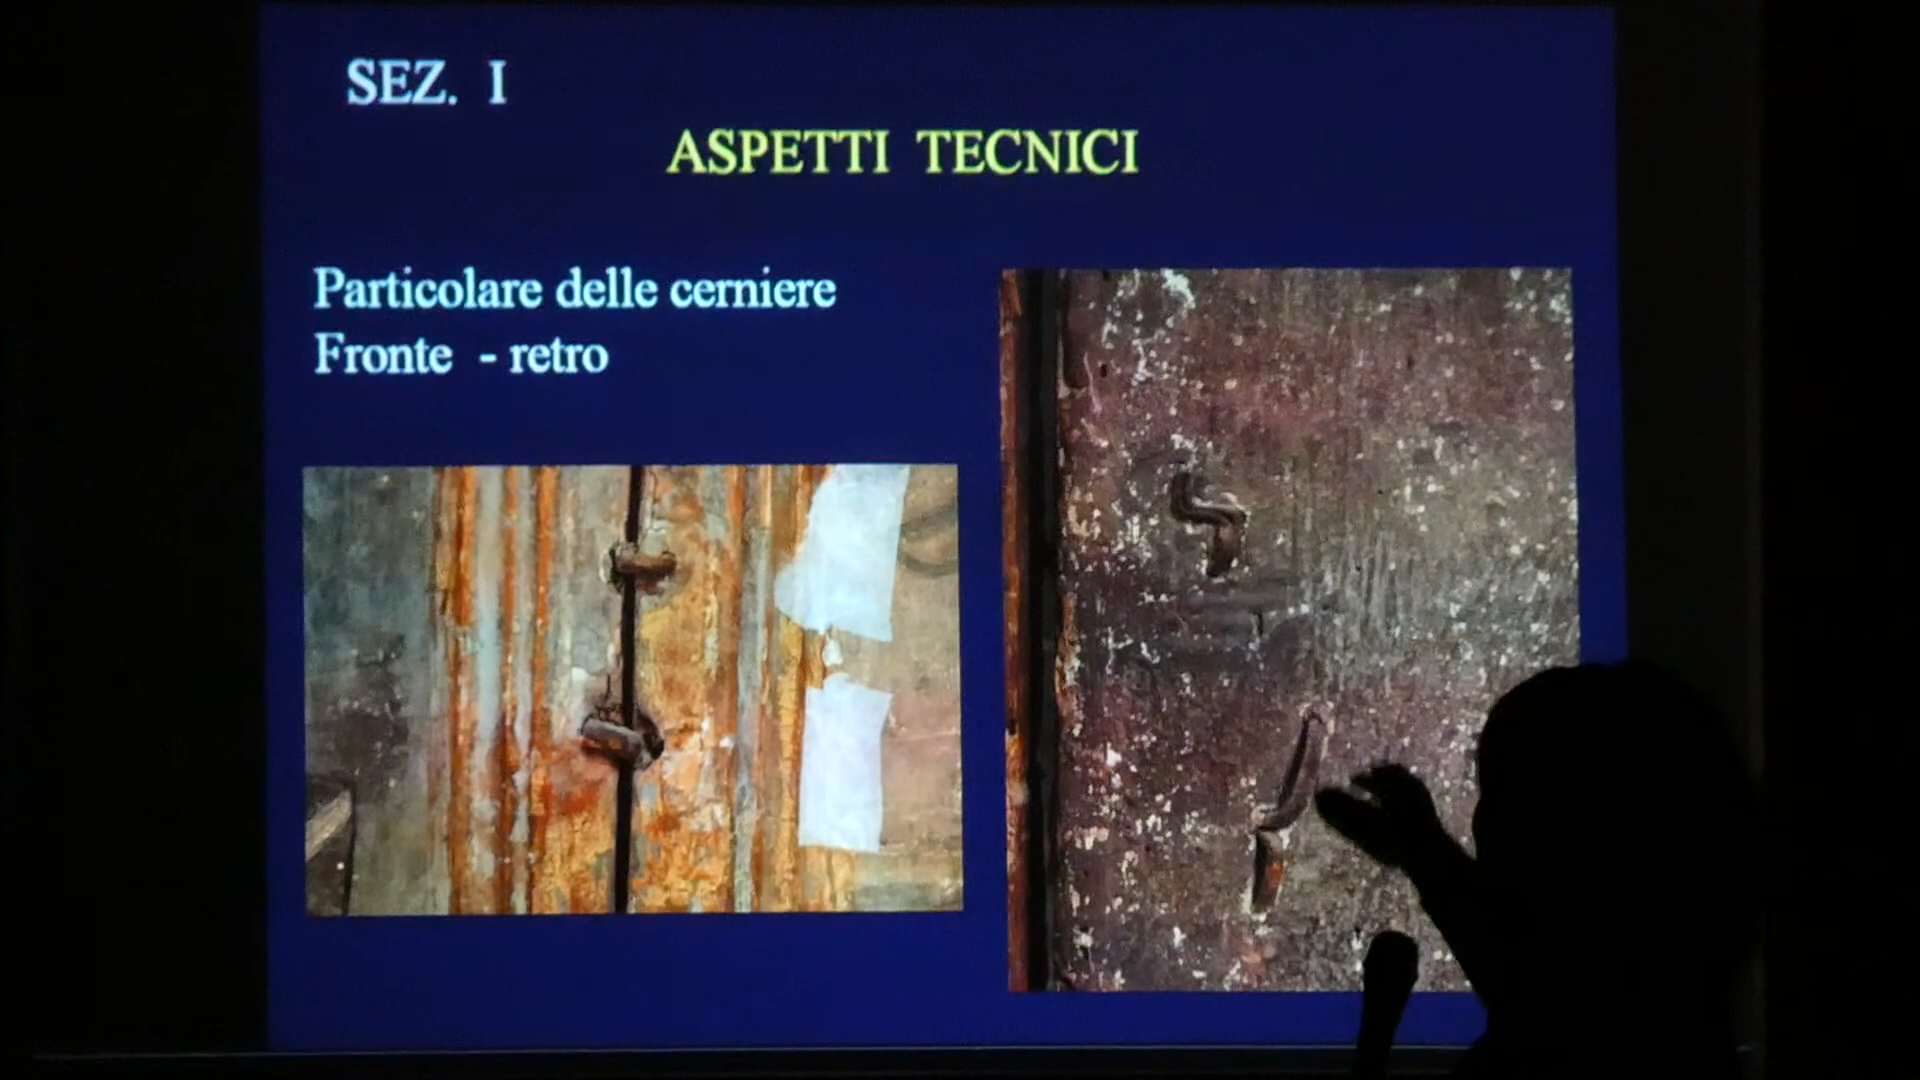 SEZ. I
ASPETTI TECNICI
Particolare delle cerniere
Fronte - retro